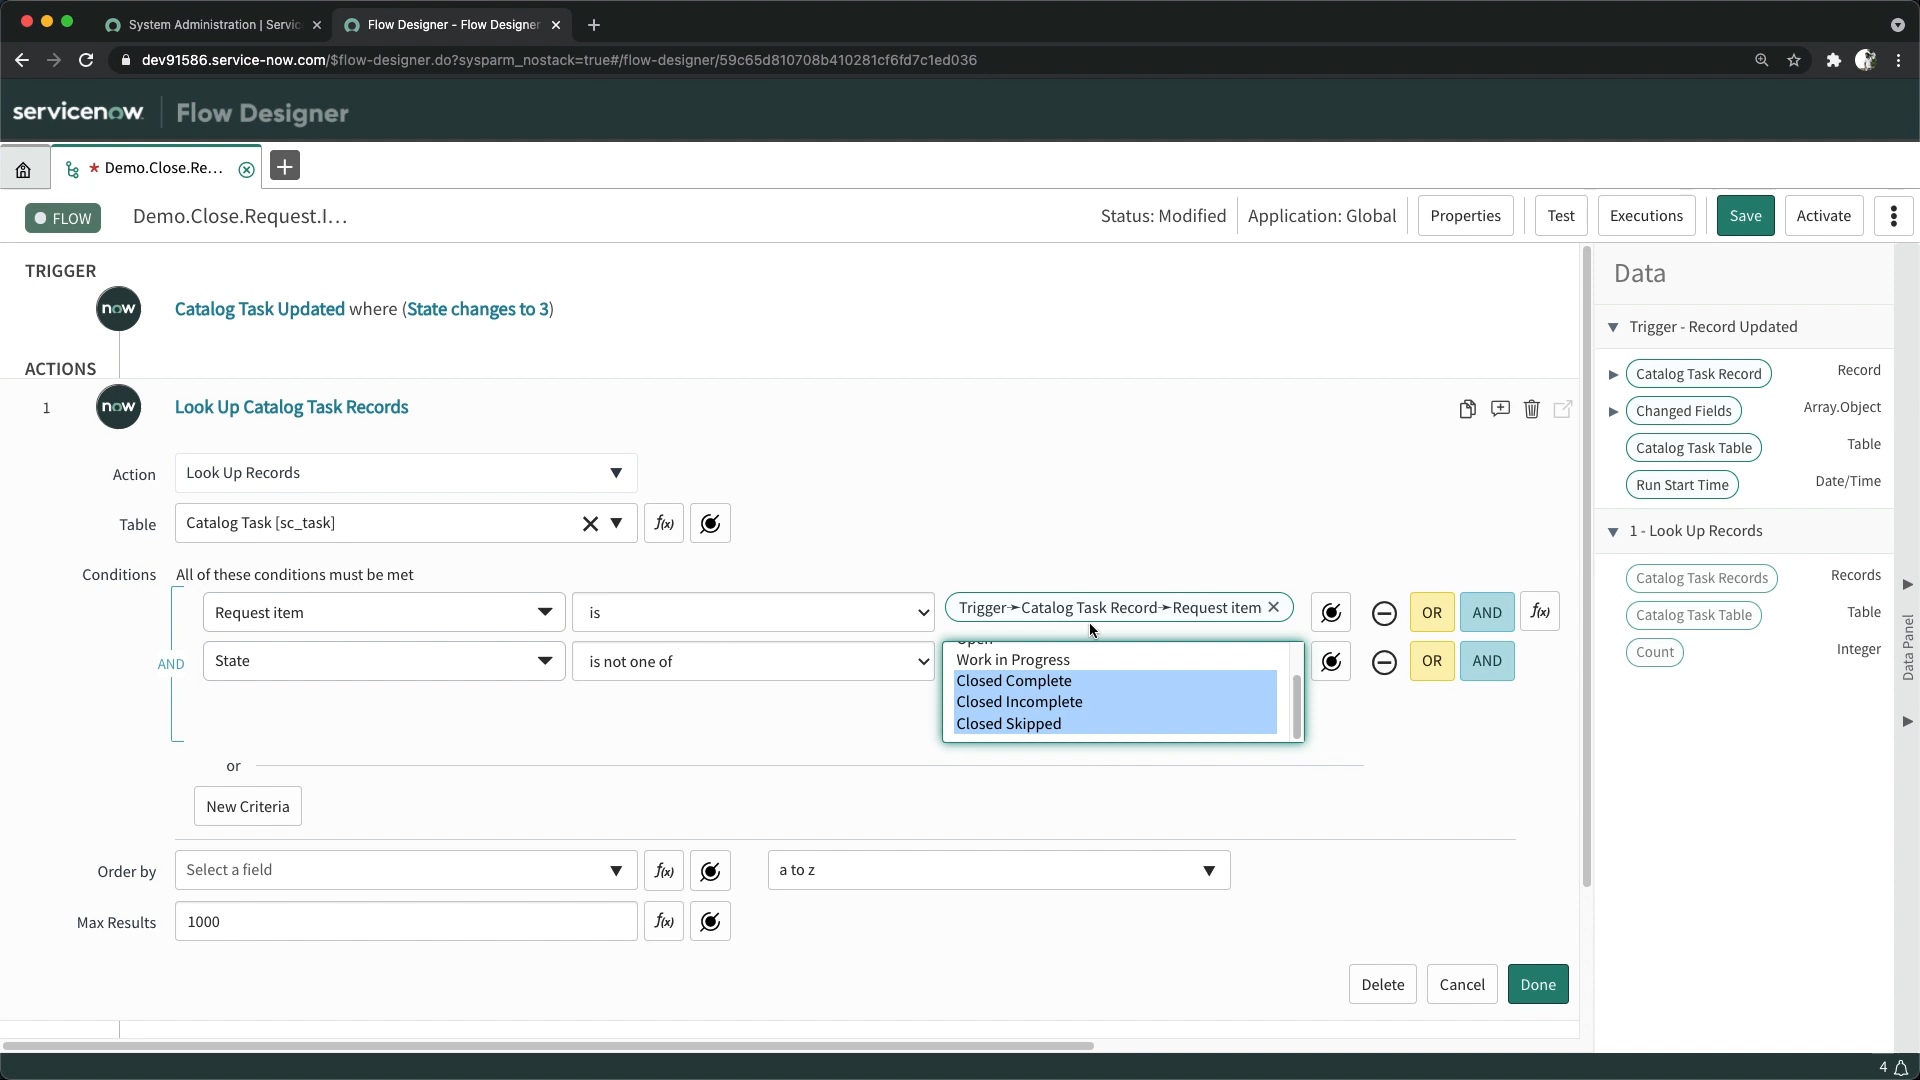 System Administration | Servic
Flow Designer - Flow Designer
dev91586.service-now.com/$flow-designer.do?sysparm_nostack=true#/flow-designer/59c65d810708b410281cf6fd7c1ed036
servicenow
Flow Designer
* Demo.Close.Re...
FLOW
Demo.Close.Request.I...
Status: Modified
Application: Global
Properties
Test
Executions
Save
Activate
TRIGGER
now
Catalog Task Updated where (State changes to 3)
ACTIONS
1
now
Look Up Catalog Task Records
Action
Look Up Records
Table
Catalog Task [sc_task]
f(x)
Conditions
All of these conditions must be met
Request item
is
Trigger➛Catalog Task Record➛Request item
OR
AND
f(x)
AND
State
is not one of
Open
Work in Progress
Closed Complete
Closed Incomplete
Closed Skipped
OR
AND
or
New Criteria
Order by
Select a field
f(x)
a to z
Max Results
1000
f(x)
Delete
Cancel
Done
Data
Trigger - Record Updated
Catalog Task Record
Record
Changed Fields
Array.Object
Catalog Task Table
Table
Run Start Time
Date/Time
1 - Look Up Records
Catalog Task Records
Records
Catalog Task Table
Table
Count
Integer
Data Panel
4